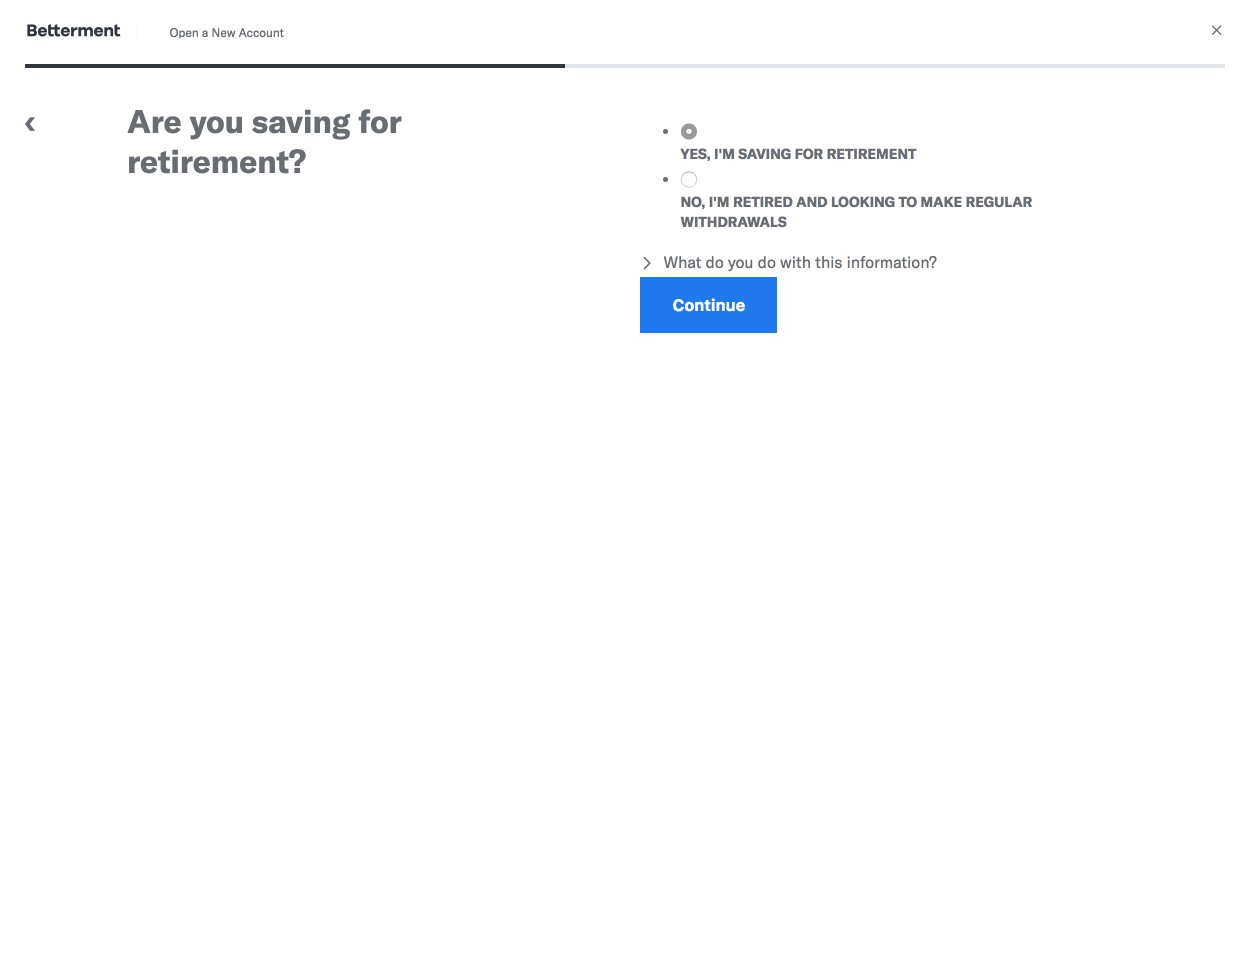 Betterment
Open a New Account
Are you saving for
retirement?
YES, I'M SAVING FOR RETIREMENT
NO, I'M RETIRED AND LOOKING TO MAKE REGULAR
WITHDRAWALS
What do you do with this information?
Continue